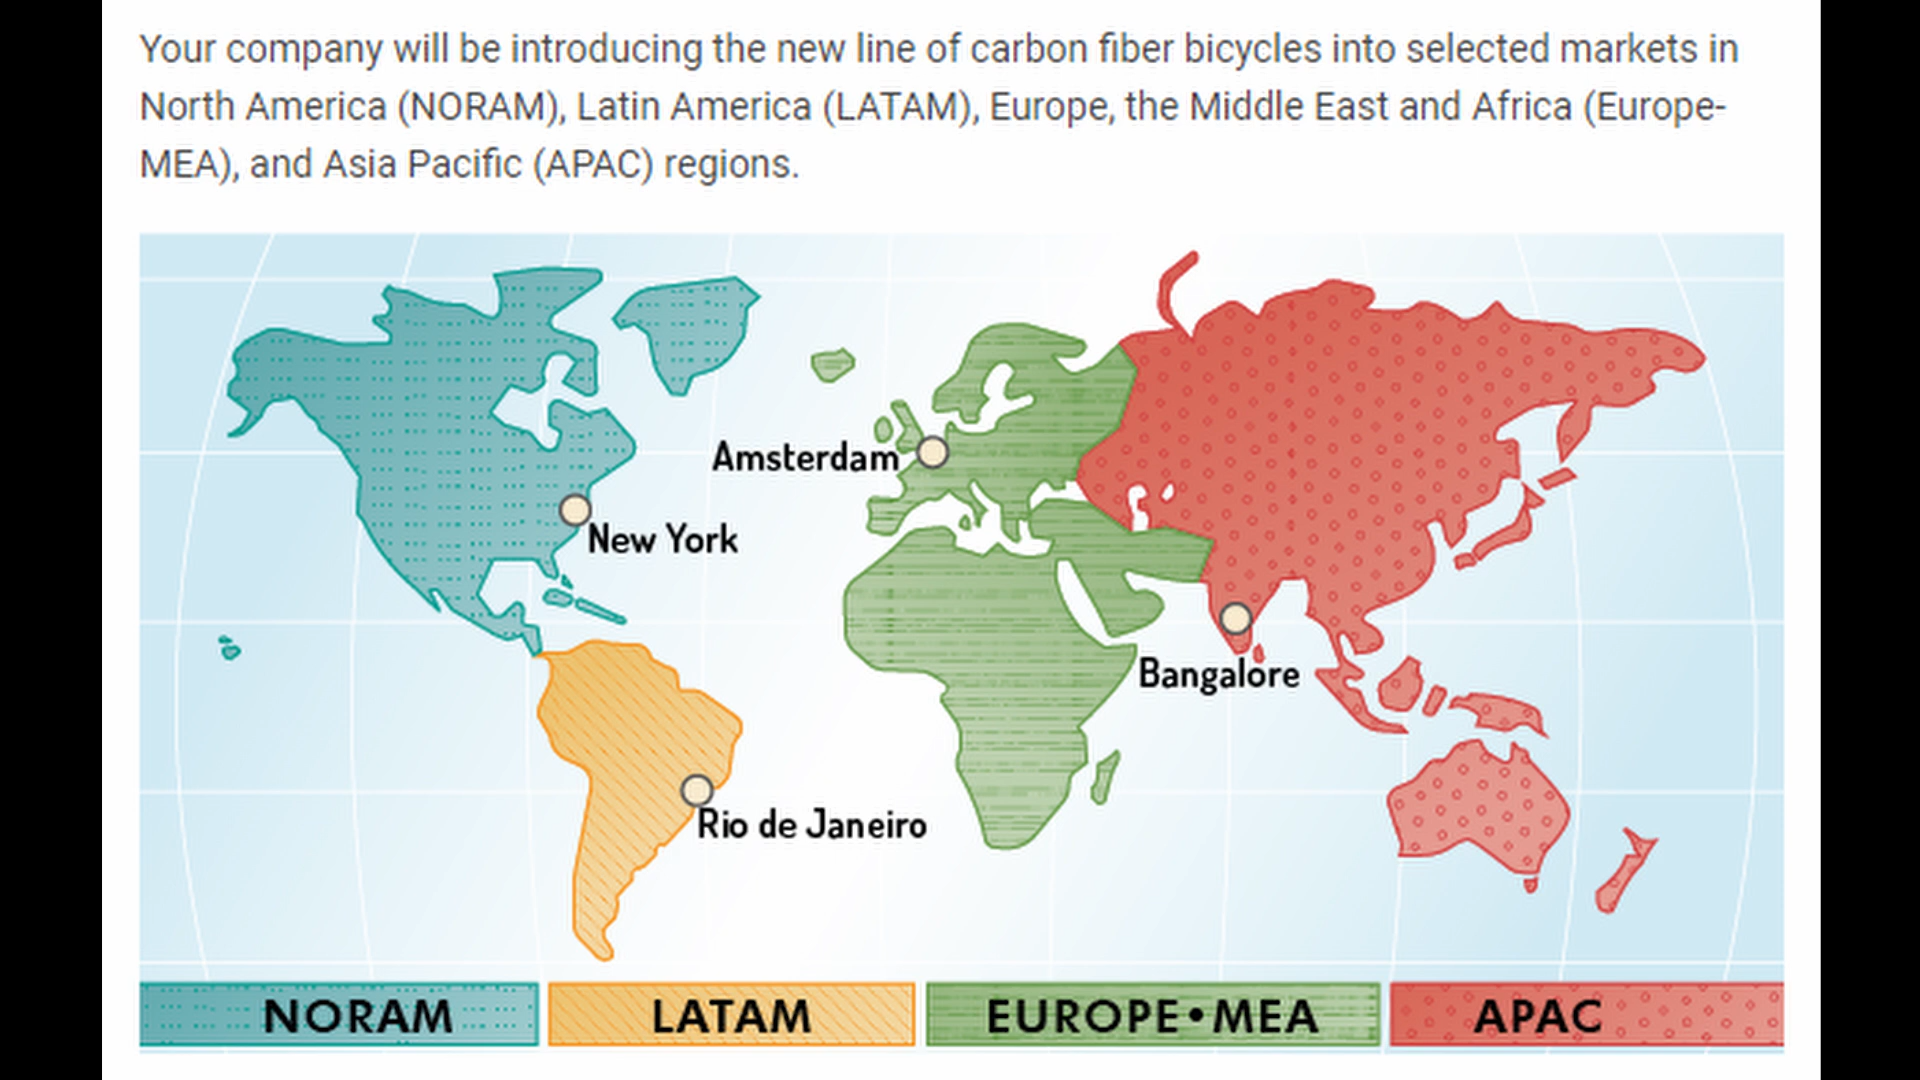 Your company will be introducing the new line of carbon fiber bicycles into selected markets in
North America (NORAM), Latin America (LATAM), Europe, the Middle East and Africa (Europe-
MEA), and Asia Pacific (APAC) regions.
Amsterdam
New York
Bangalore
Rio de Janeiro
NORAM
LATAM
EUROPE•MEA
APAC